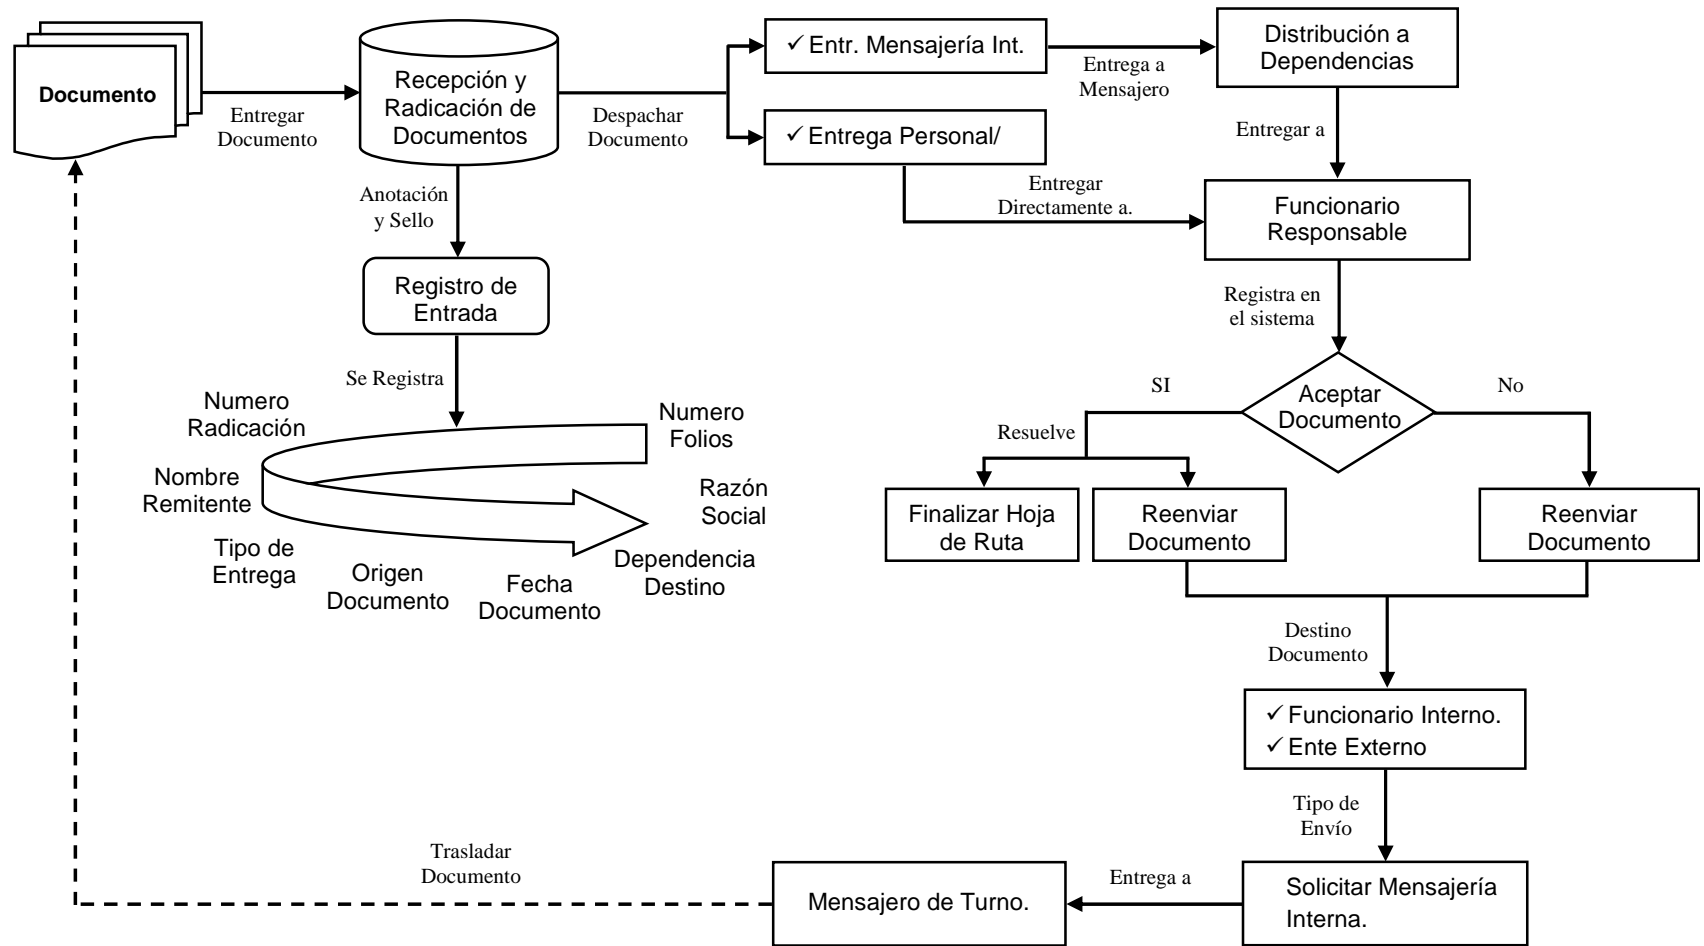 Documento
Entregar
Documento
Recepción y
Radicación de
Documentos
Despachar
Documento
✓ Entr. Mensajería Int.
✓ Entrega Personal/
Entrega a
Mensajero
Distribución a
Dependencias
Entregar a
Entregar
Directamente a.
Funcionario
Responsable
Anotación
y Sello
Registro de
Entrada
Se Registra
Numero
Radicación
Nombre
Remitente
Tipo de
Entrega
Origen
Documento
Fecha
Documento
Dependencia
Destino
Razón
Social
Numero
Folios
Registra en
el sistema
Aceptar
Documento
SI
No
Resuelve
Finalizar Hoja
de Ruta
Reenviar
Documento
Reenviar
Documento
Destino
Documento
✓ Funcionario Interno.
✓ Ente Externo
Tipo de
Envío
Solicitar Mensajería
Interna.
Entrega a
Mensajero de Turno.
Trasladar
Documento